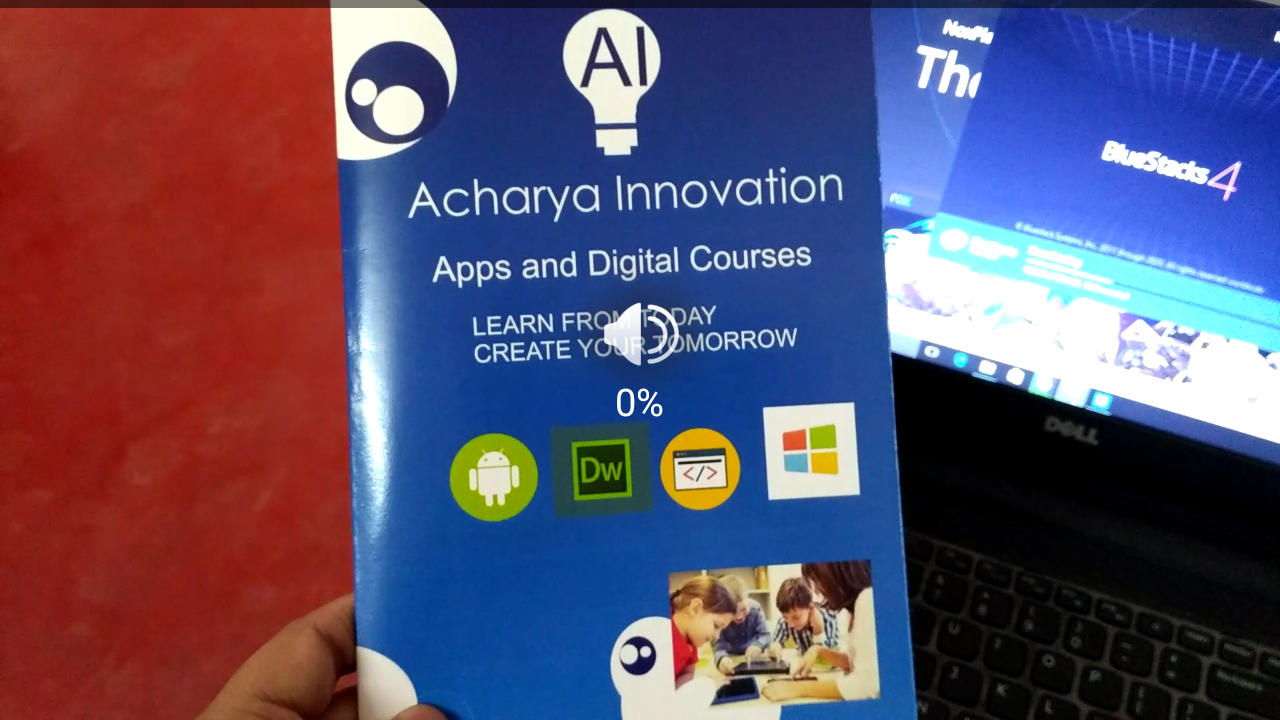 AI
Acharya Innovation
Apps and Digital Courses
LEARN FROM TODAY
CREATE YOUR TOMORROW
0%
Dw
</>
The
BlueStacks 4
DELL